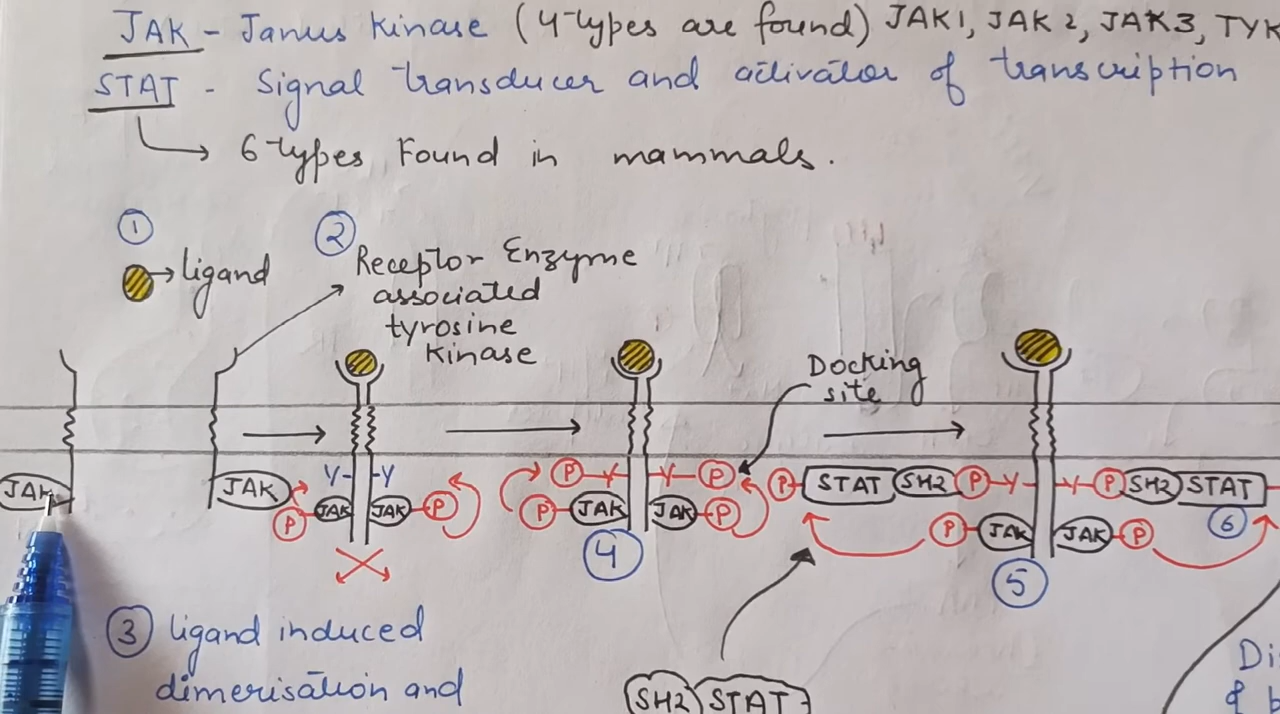 JAK - Janus Kinase (4-types are found) JAK1, JAK2, JAK3, TYK
STAT - Signal transducer and activator of transcription
6-types Found in mammals.
1
ligand
2
Receptor Enzyme
associated
tyrosine
Kinase
Docking
site
JAK
JAK
P
Y Y
JAK JAK P
P Y Y P
P JAK JAK P
4
P STAT SH2 P Y Y P SH2 STAT
6
P JAK JAK P
5
3 ligand induced
dimerisation and
SH2 STAT
Di
& b